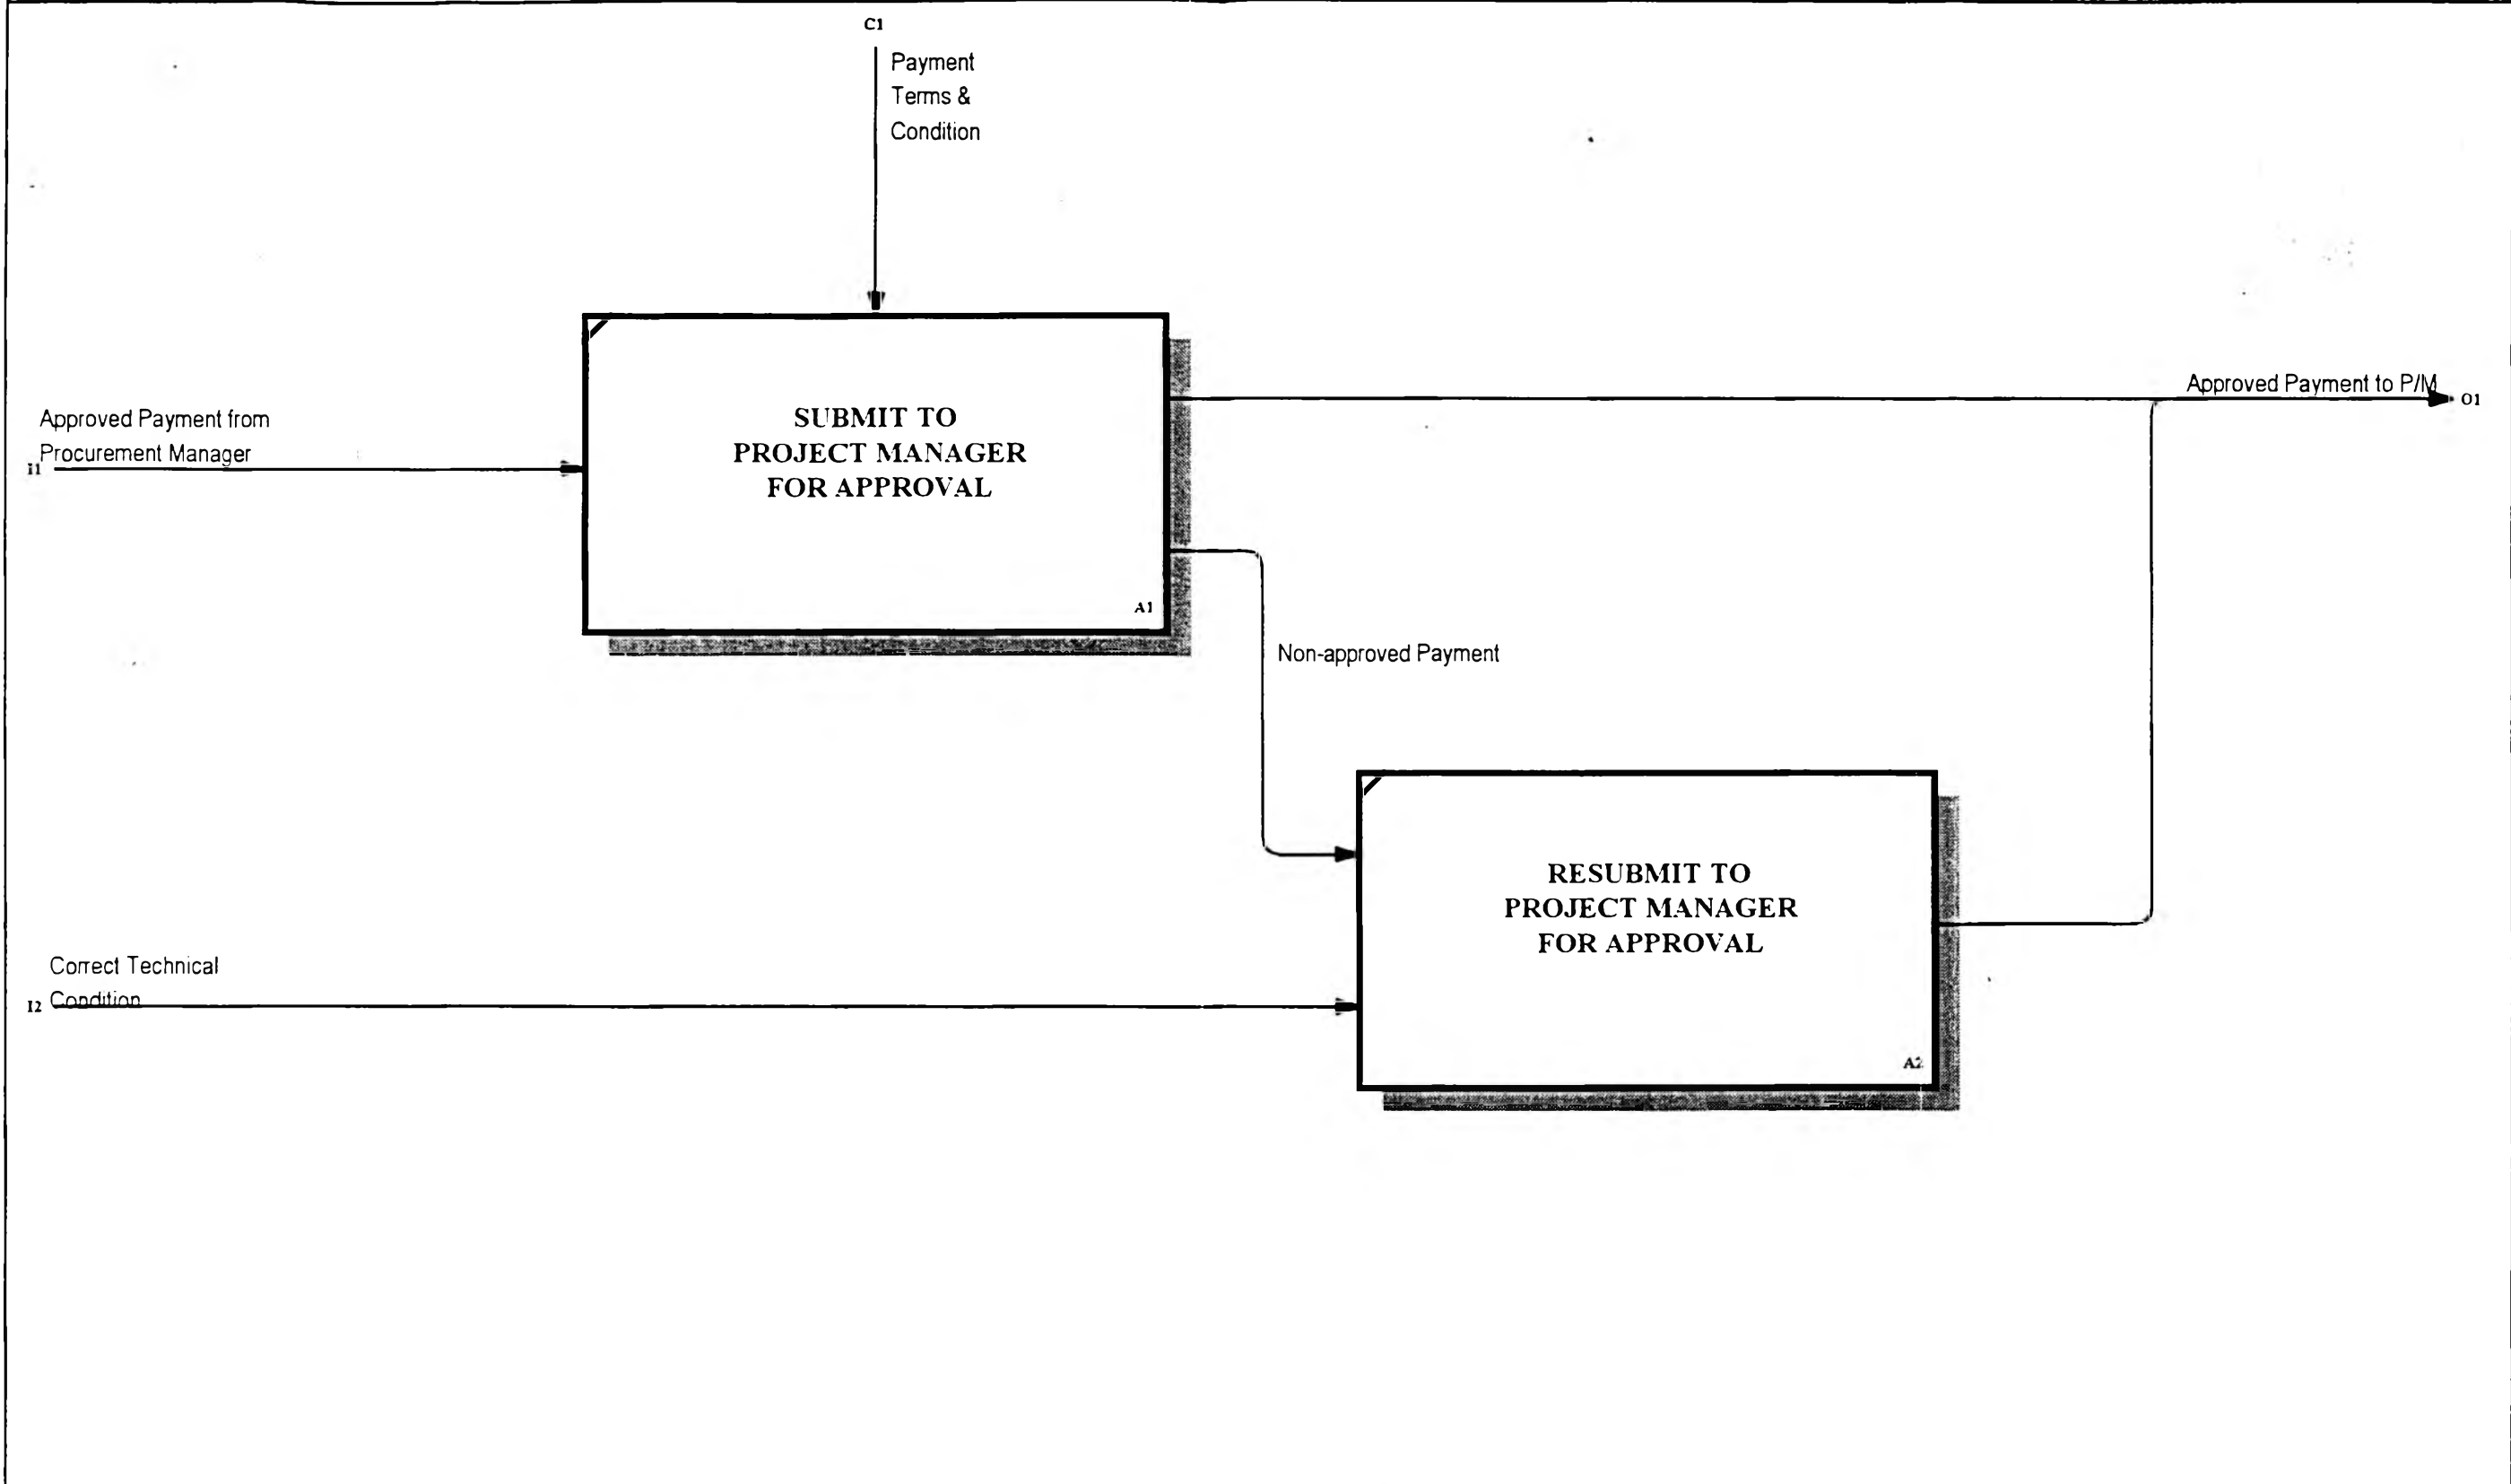 C1
Payment
Terms &
Condition
Approved Payment from
Procurement Manager
I1
SUBMIT TO
PROJECT MANAGER
FOR APPROVAL
A1
Approved Payment to P/M
O1
Non-approved Payment
RESUBMIT TO
PROJECT MANAGER
FOR APPROVAL
A2
Correct Technical
Condition
I2